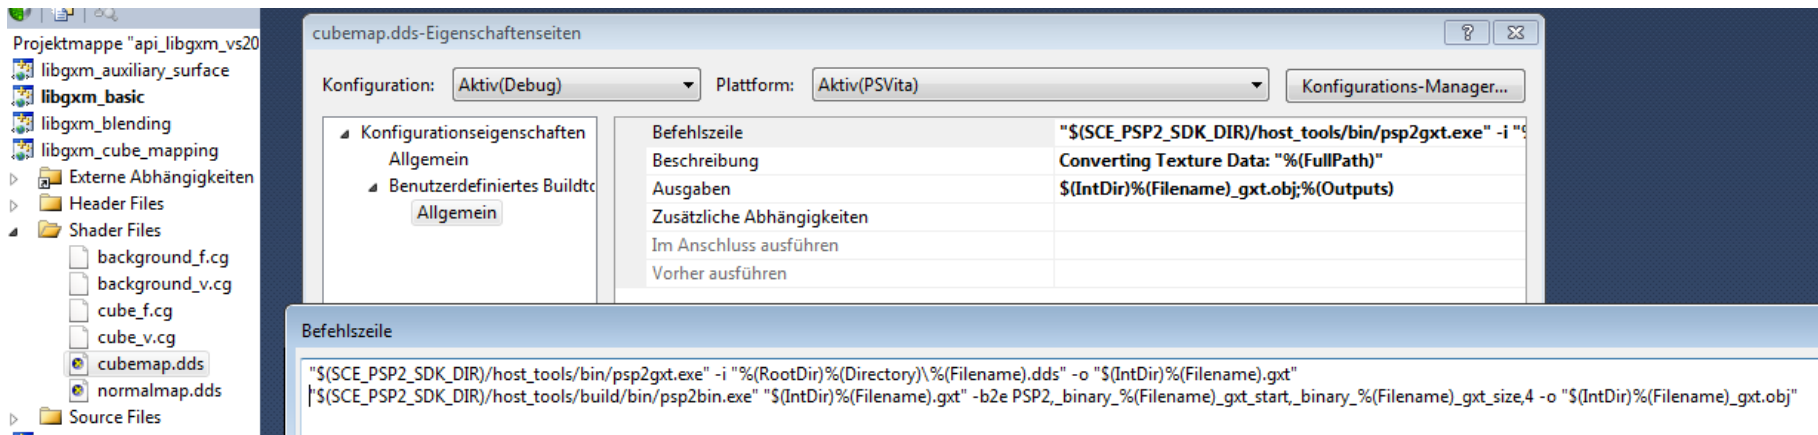 Projektmappe "api_libgxm_vs20
libgxm_auxiliary_surface
libgxm_basic
libgxm_blending
libgxm_cube_mapping
Externe Abhängigkeiten
Header Files
Shader Files
background_f.cg
background_v.cg
cube_f.cg
cube_v.cg
cubemap.dds
normalmap.dds
Source Files
cubemap.dds-Eigenschaftenseiten
Konfiguration: Aktiv(Debug) Plattform: Aktiv(PSVita) Konfigurations-Manager...
Konfigurationseigenschaften
Allgemein
Benutzerdefiniertes Buildtc
Allgemein
Befehlszeile "$(SCE_PSP2_SDK_DIR)/host_tools/bin/psp2gxt.exe" -i "%
Beschreibung Converting Texture Data: "%(FullPath)"
Ausgaben $(IntDir)%(Filename)_gxt.obj;%(Outputs)
Zusätzliche Abhängigkeiten
Im Anschluss ausführen
Vorher ausführen
Befehlszeile
"$(SCE_PSP2_SDK_DIR)/host_tools/bin/psp2gxt.exe" -i "%(RootDir)%(Directory)\%(Filename).dds" -o "$(IntDir)%(Filename).gxt"
"$(SCE_PSP2_SDK_DIR)/host_tools/build/bin/psp2bin.exe" "$(IntDir)%(Filename).gxt" -b2e PSP2,_binary_%(Filename)_gxt_start,_binary_%(Filename)_gxt_size,4 -o "$(IntDir)%(Filename)_gxt.obj"